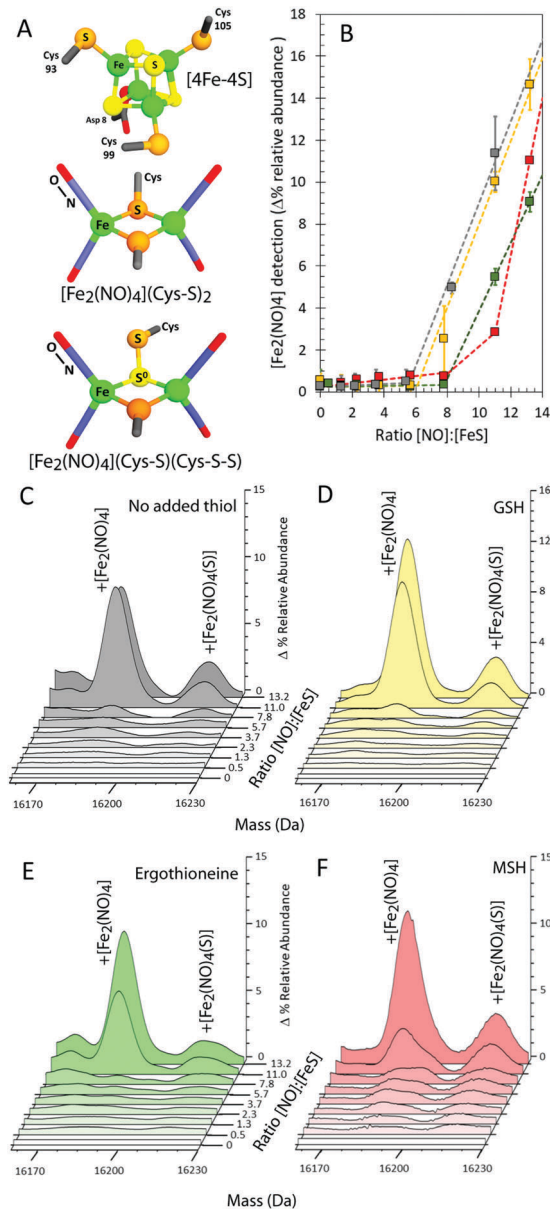 A
S
Cys
93
Cys
105
Fe
S
[4Fe-4S]
Asp 8
Cys
99
Cys
O
N
S
Fe
[Fe2(NO)4](Cys-S)2
S
Cys
O
N
S⁰
Fe
[Fe2(NO)4](Cys-S)(Cys-S-S)
B
[Fe2(NO)4] detection (Δ% relative abundance)
18
16
14
12
10
8
6
4
2
0
0 2 4 6 8 10 12 14
Ratio [NO]:[FeS]
C
No added thiol
+[Fe₂(NO)₄]
+[Fe₂(NO)₄(S)]
15
10
5
0
Δ % Relative Abundance
13.2
11.0
7.8
5.7
3.7
2.3
1.3
0.5
0
Ratio [NO]:[FeS]
16170 16200 16230
D
GSH
+[Fe₂(NO)₄]
+[Fe₂(NO)₄(S)]
16
12
8
4
0
16170 16200 16230
Mass (Da)
E
Ergothioneine
+[Fe₂(NO)₄]
+[Fe₂(NO)₄(S)]
15
10
5
0
Δ % Relative Abundance
13.2
11.0
7.8
5.7
3.7
2.3
1.3
0.5
0
Ratio [NO]:[FeS]
16170 16200 16230
F
MSH
+[Fe₂(NO)₄]
+[Fe₂(NO)₄(S)]
15
10
5
0
16170 16200 16230
Mass (Da)